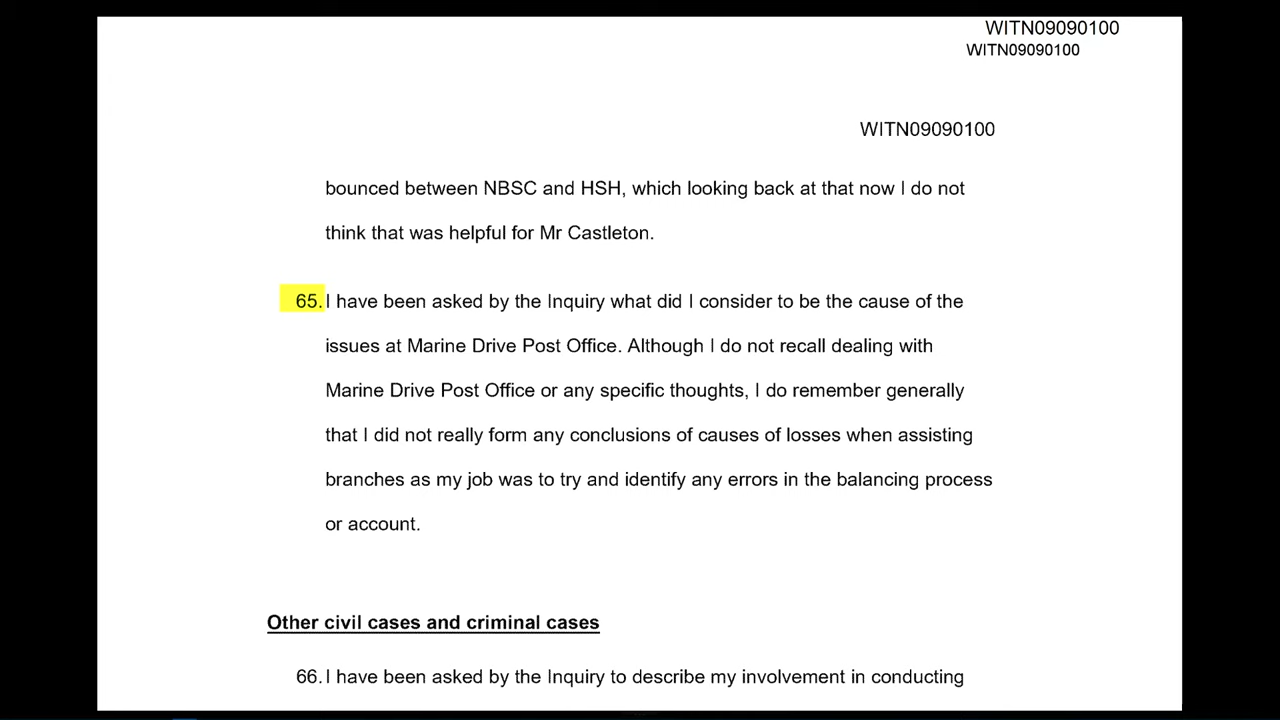 WITN09090100
WITN09090100
WITN09090100
bounced between NBSC and HSH, which looking back at that now I do not
think that was helpful for Mr Castleton.
65. I have been asked by the Inquiry what did I consider to be the cause of the
issues at Marine Drive Post Office. Although I do not recall dealing with
Marine Drive Post Office or any specific thoughts, I do remember generally
that I did not really form any conclusions of causes of losses when assisting
branches as my job was to try and identify any errors in the balancing process
or account.
Other civil cases and criminal cases
66. I have been asked by the Inquiry to describe my involvement in conducting